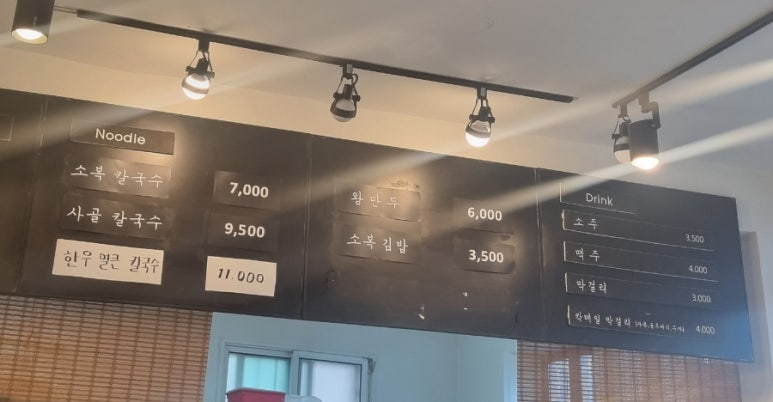 Noodle
소복 칼국수 7,000
사골 칼국수 9,500
한우 얼큰 칼국수 11.000
왕만두 6,000
소복김밥 3,500
Drink
소주 3.500
맥주 4.000
막걸리 3.000
칵테일 막걸리 4.000